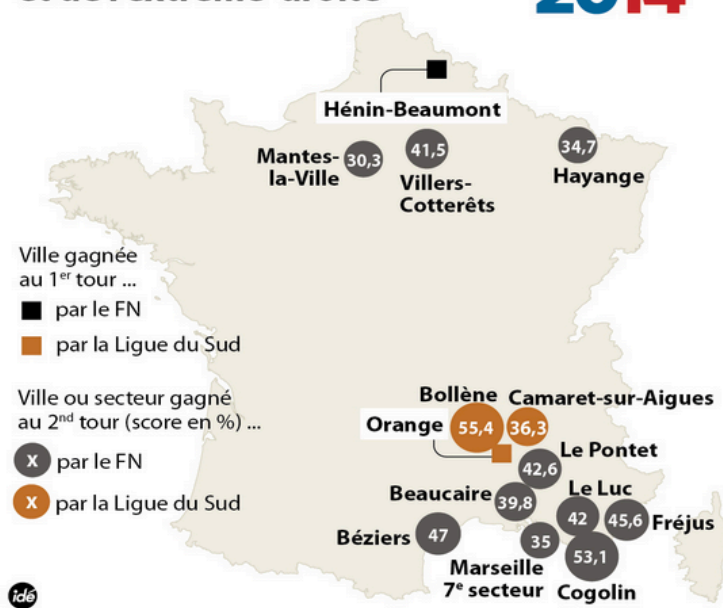 2014
Hénin-Beaumont
Mantes-
la-Ville
30,3
41,5
Villers-
Cotterêts
34,7
Hayange
Ville gagnée
au 1er tour ...
par le FN
par la Ligue du Sud
Ville ou secteur gagné
au 2nd tour (score en %) ...
x par le FN
x par la Ligue du Sud
Bollène
55,4
Camaret-sur-Aigues
36,3
Orange
Le Pontet
42,6
Beaucaire
39,8
Le Luc
42
45,6
Fréjus
Béziers
47
35
Marseille
7e secteur
53,1
Cogolin
idé